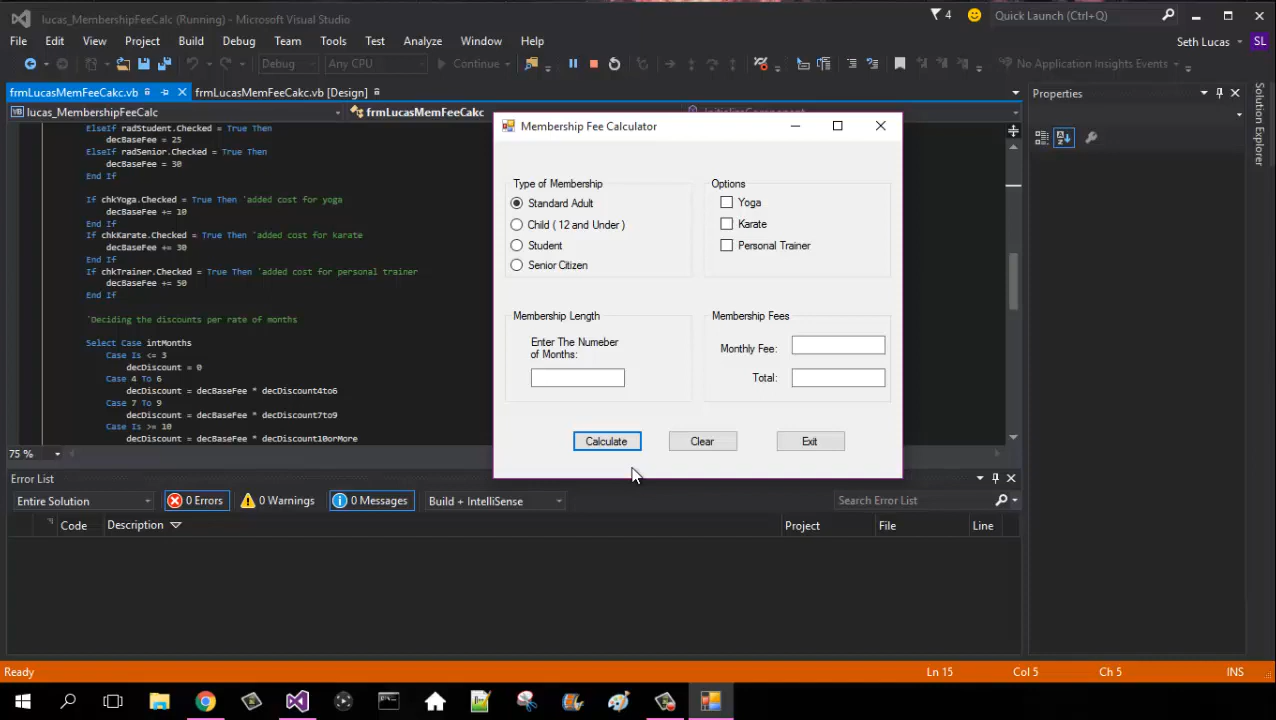 lucas_MembershipFeeCalc (Running) - Microsoft Visual Studio
4
Quick Launch (Ctrl+Q)
File Edit View Project Build Debug Team Tools Test Analyze Window Help
Seth Lucas SL
Debug Any CPU Continue No Application Insights Events
frmLucasMemFeeCakc.vb frmLucasMemFeeCakc.vb [Design]
Properties
Solution Explorer
lucas_MembershipFeeCalc frmLucasMemFeeCakc InitializeComponent
ElseIf radStudent.Checked = True Then
decBaseFee = 25
ElseIf radSenior.Checked = True Then
decBaseFee = 30
End If
If chkYoga.Checked = True Then 'added cost for yoga
decBaseFee += 10
End If
If chkKarate.Checked = True Then 'added cost for karate
decBaseFee += 30
End If
If chkTrainer.Checked = True Then 'added cost for personal trainer
decBaseFee += 50
End If
'Deciding the discounts per rate of months
Select Case intMonths
Case Is <= 3
decDiscount = 0
Case 4 To 6
decDiscount = decBaseFee * decDiscount4to6
Case 7 To 9
decDiscount = decBaseFee * decDiscount7to9
Case Is >= 10
decDiscount = decBaseFee * decDiscount10orMore
75 %
Membership Fee Calculator
Type of Membership
Standard Adult
Child ( 12 and Under )
Student
Senior Citizen
Options
Yoga
Karate
Personal Trainer
Membership Length
Enter The Numeber
of Months:
Membership Fees
Monthly Fee:
Total:
Calculate Clear Exit
Error List
Entire Solution 0 Errors 0 Warnings 0 Messages Build + IntelliSense Search Error List
Code Description Project File Line
Ready Ln 15 Col 5 Ch 5 INS